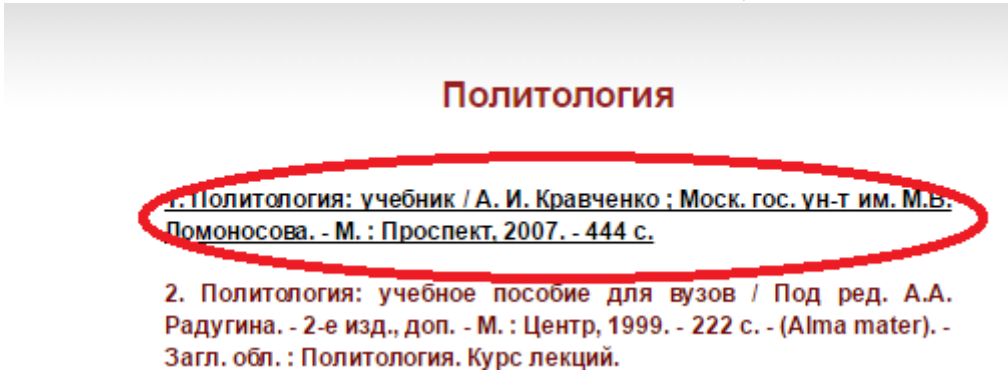 Политология
1. Политология: учебник / А. И. Кравченко ; Моск. гос. ун-т им. М.В.
Ломоносова. - М. : Проспект, 2007. - 444 с.
2. Политология: учебное пособие для вузов / Под ред. А.А.
Радугина. - 2-е изд., доп. - М. : Центр, 1999. - 222 с. - (Alma mater). -
Загл. обл. : Политология. Курс лекций.